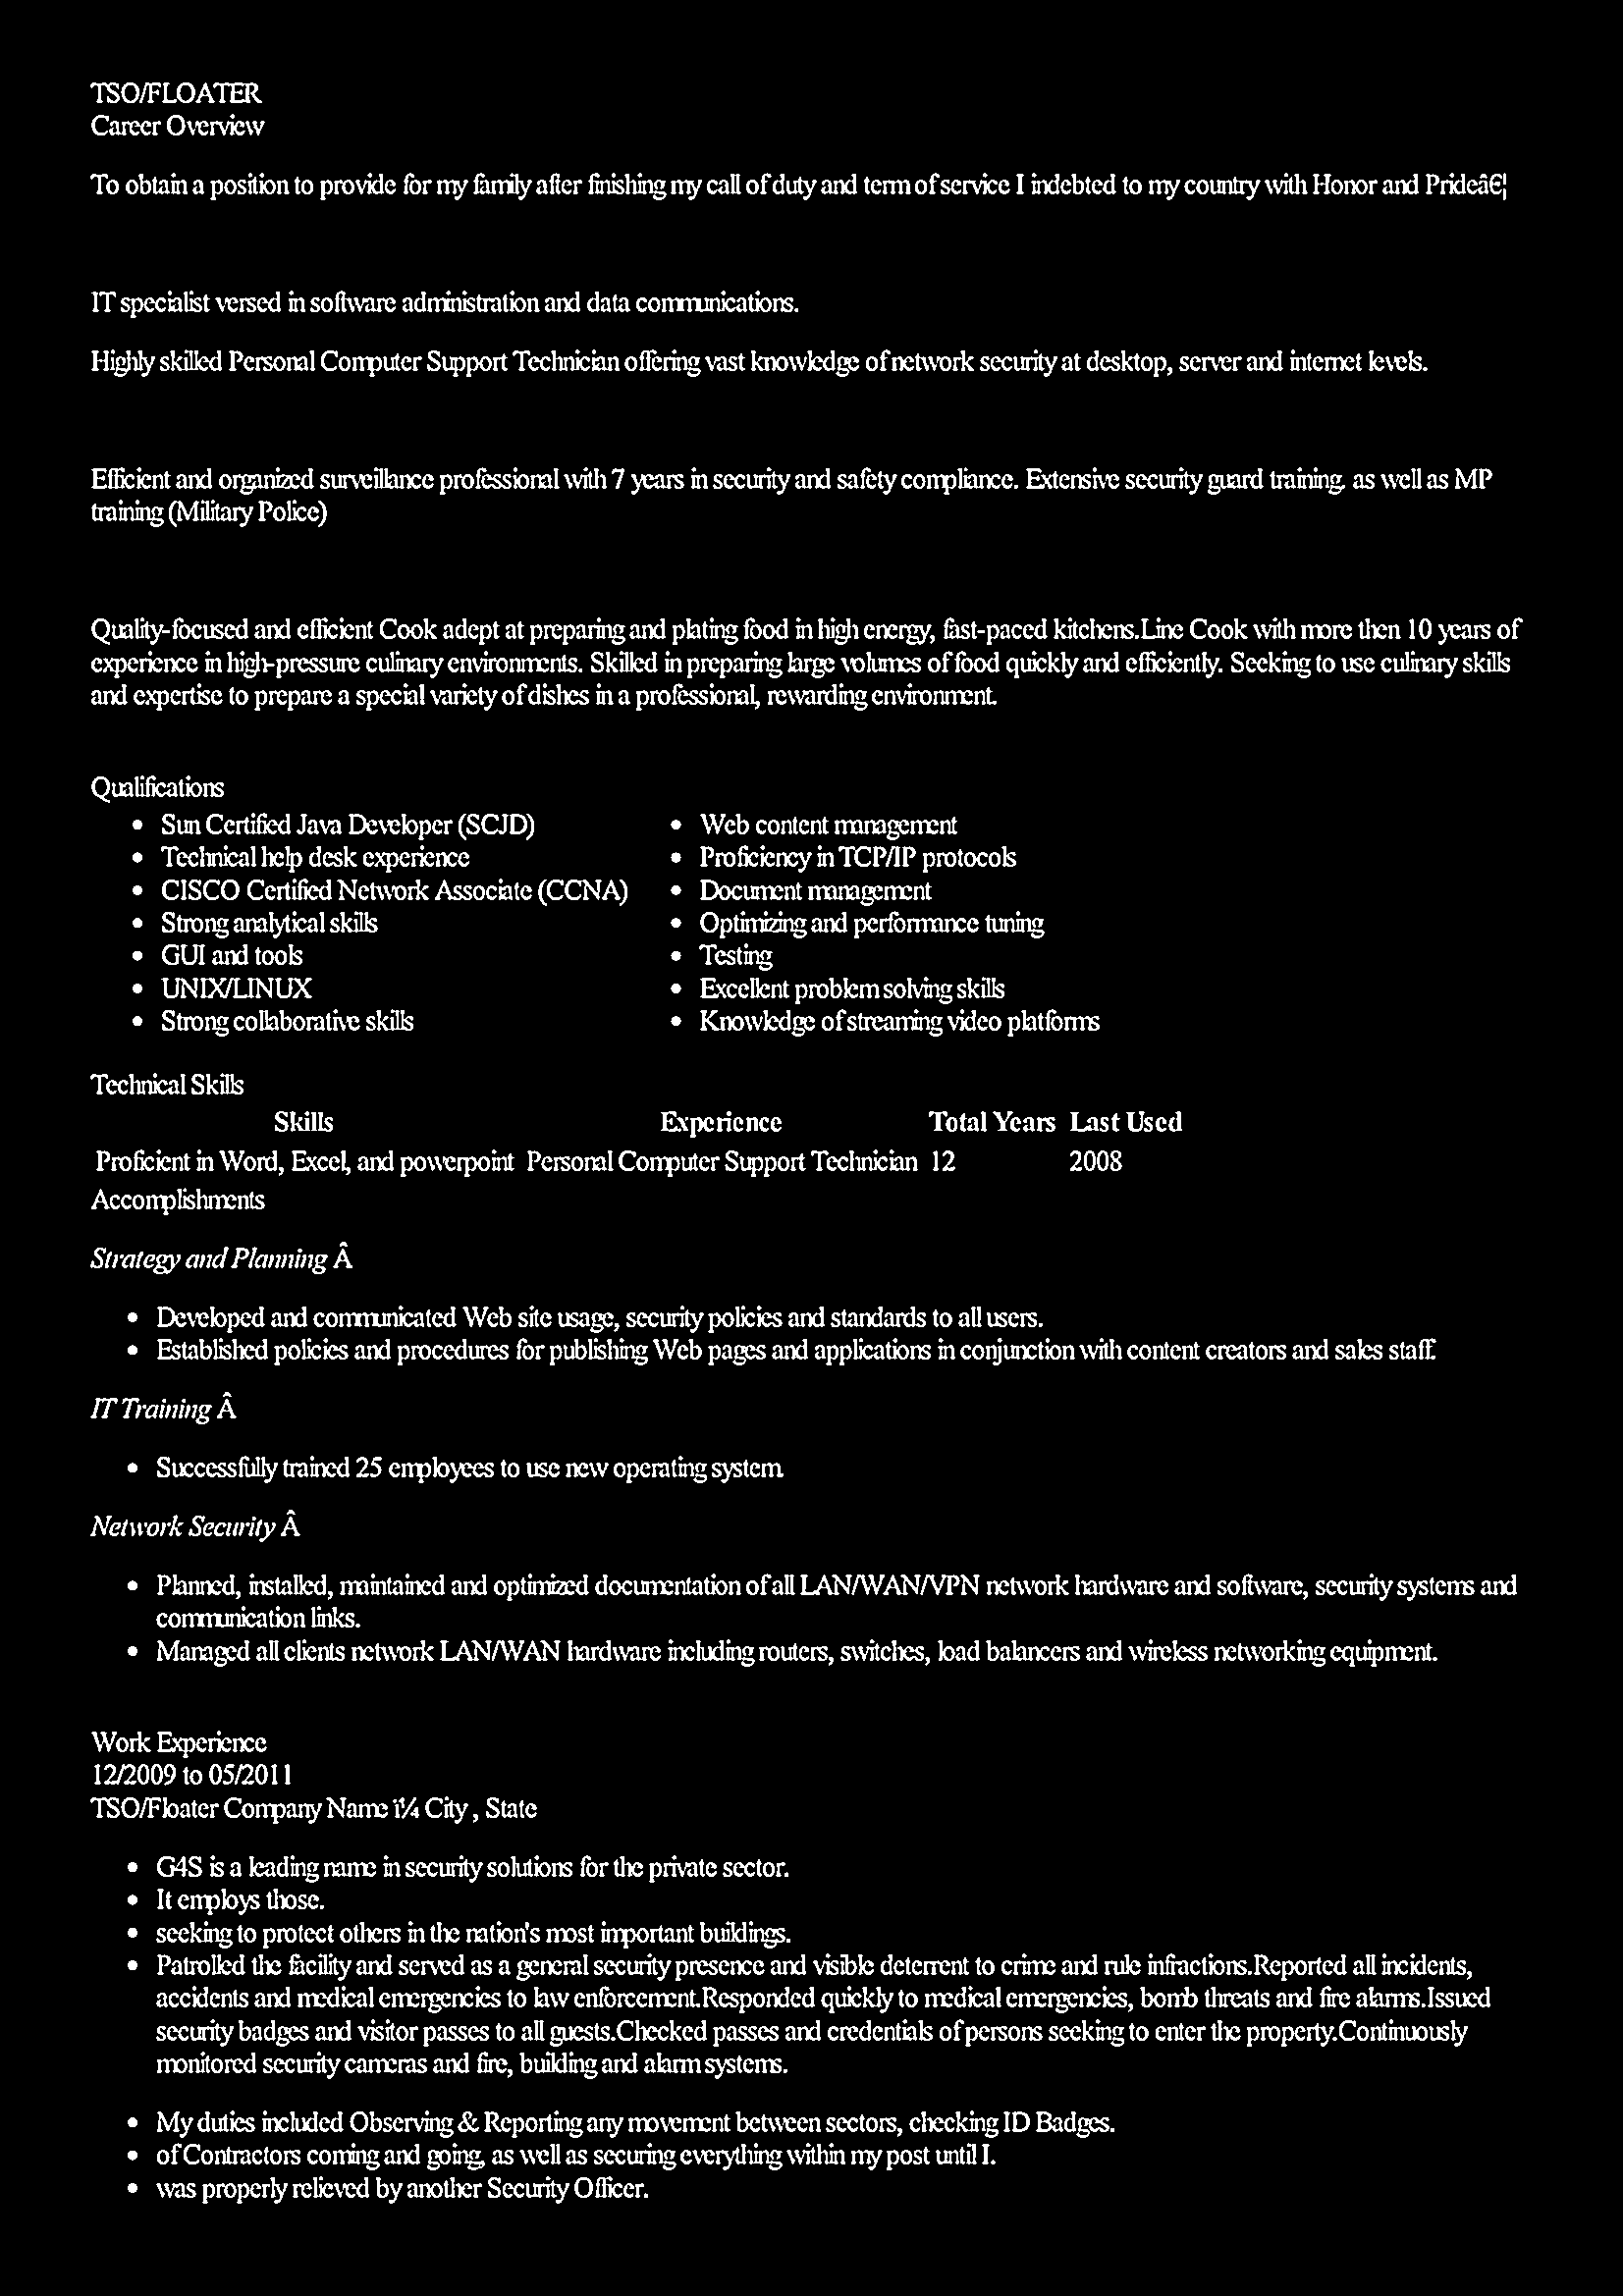 TSO/FLOATER
Career Overview
To obtain a position to provide for my family after finishing my call of duty and term of service I indebted to my country with Honor and Prideâ€¦
IT specialist versed in software administration and data communications.
Highly skilled Personal Computer Support Technician offering vast knowledge of network security at desktop, server and internet levels.
Efficient and organized surveillance professional with 7 years in security and safety compliance. Extensive security guard training. as well as MP
training (Military Police)
Quality-focused and efficient Cook adept at preparing and plating food in high energy, fast-paced kitchens.Line Cook with more then 10 years of
experience in high-pressure culinary environments. Skilled in preparing large volumes of food quickly and efficiently. Seeking to use culinary skills
and expertise to prepare a special variety of dishes in a professional, rewarding environment.
Qualifications
• Sun Certified Java Developer (SCJD)
• Technical help desk experience
• CISCO Certified Network Associate (CCNA)
• Strong analytical skills
• GUI and tools
• UNIX/LINUX
• Strong collaborative skills
• Web content management
• Proficiency in TCP/IP protocols
• Document management
• Optimizing and performance tuning
• Testing
• Excellent problem solving skills
• Knowledge of streaming video platforms
Technical Skills
Skills Experience Total Years Last Used
Proficient in Word, Excel, and powerpoint Personal Computer Support Technician 12 2008
Accomplishments
Strategy and Planning Â
• Developed and communicated Web site usage, security policies and standards to all users.
• Established policies and procedures for publishing Web pages and applications in conjunction with content creators and sales staff.
IT Training Â
• Successfully trained 25 employees to use new operating system.
Network Security Â
• Planned, installed, maintained and optimized documentation of all LAN/WAN/VPN network hardware and software, security systems and
communication links.
• Managed all clients network LAN/WAN hardware including routers, switches, load balancers and wireless networking equipment.
Work Experience
12/2009 to 05/2011
TSO/Floater Company Name ï¼ City , State
• G4S is a leading name in security solutions for the private sector.
• It employs those.
• seeking to protect others in the nation's most important buildings.
• Patrolled the facility and served as a general security presence and visible deterrent to crime and rule infractions.Reported all incidents,
accidents and medical emergencies to law enforcement.Responded quickly to medical emergencies, bomb threats and fire alarms.Issued
security badges and visitor passes to all guests.Checked passes and credentials of persons seeking to enter the property.Continuously
monitored security cameras and fire, building and alarm systems.
• My duties included Observing & Reporting any movement between sectors, checking ID Badges.
• of Contractors coming and going, as well as securing everything within my post until I.
• was properly relieved by another Security Officer.